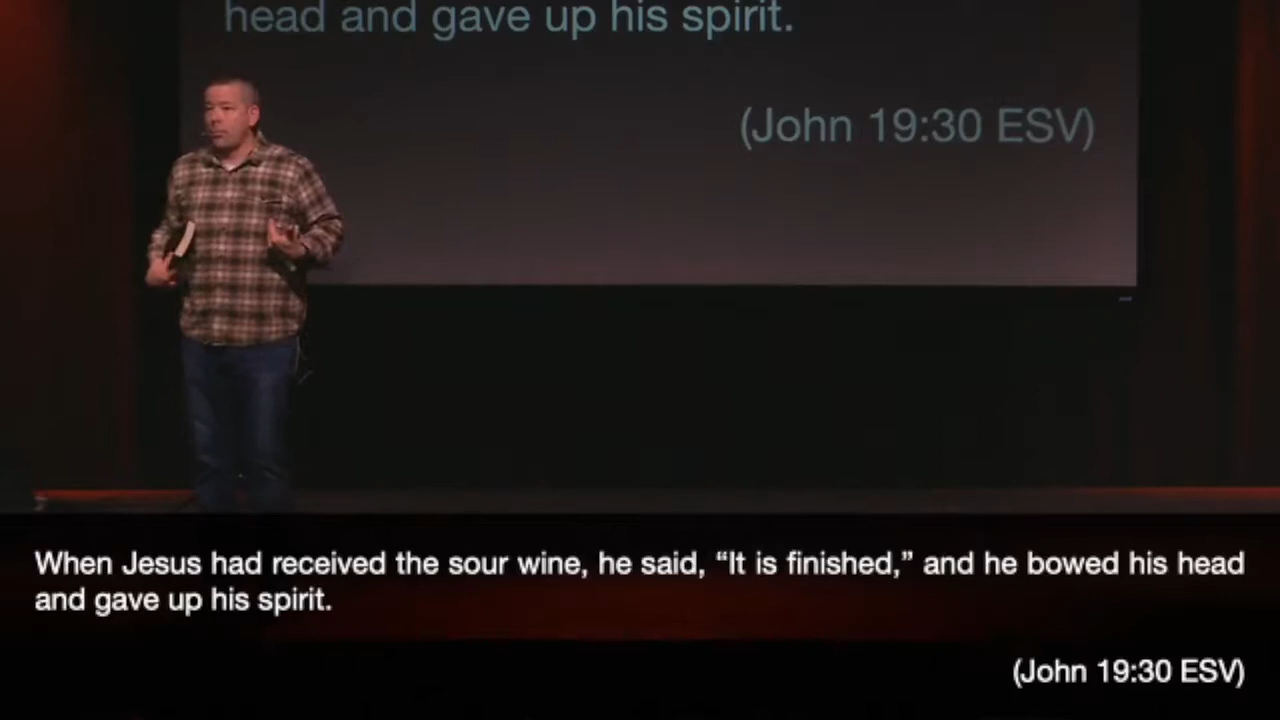 head and gave up his spirit.
(John 19:30 ESV)
When Jesus had received the sour wine, he said, “It is finished,” and he bowed his head
and gave up his spirit.
(John 19:30 ESV)